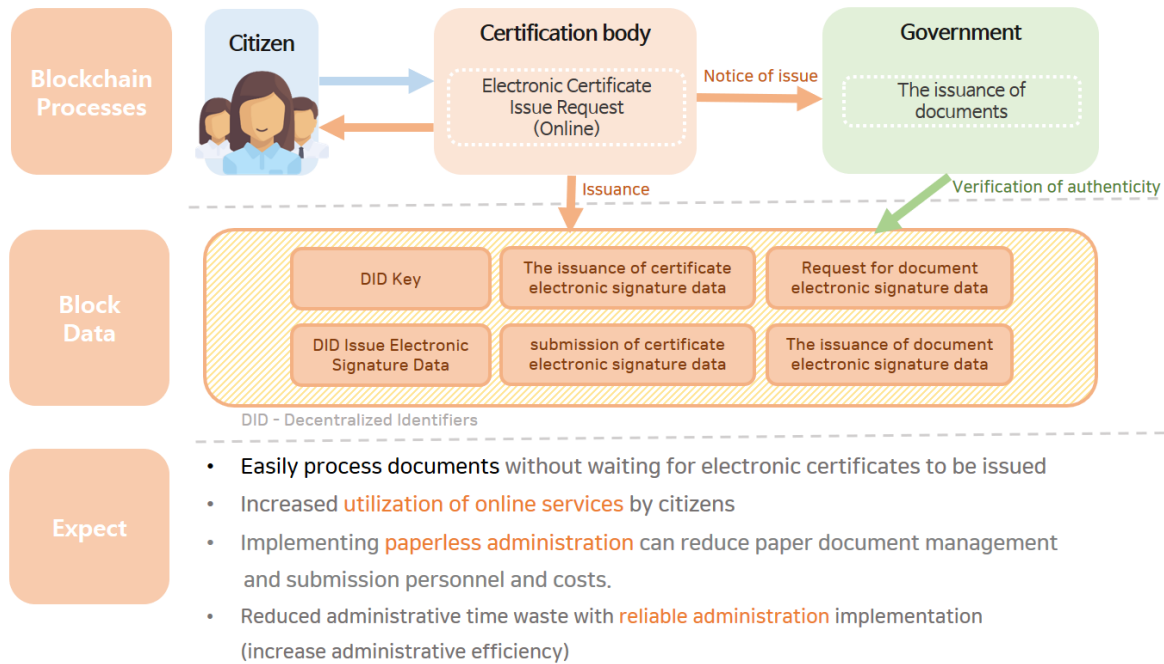 Blockchain
Processes
Citizen
Certification body
Electronic Certificate
Issue Request
(Online)
Notice of issue
Government
The issuance of
documents
Issuance
Verification of authenticity
Block
Data
DID Key
The issuance of certificate
electronic signature data
Request for document
electronic signature data
DID Issue Electronic
Signature Data
submission of certificate
electronic signature data
The issuance of document
electronic signature data
DID - Decentralized Identifiers
Expect
• Easily process documents without waiting for electronic certificates to be issued
• Increased utilization of online services by citizens
• Implementing paperless administration can reduce paper document management
and submission personnel and costs.
• Reduced administrative time waste with reliable administration implementation
(increase administrative efficiency)